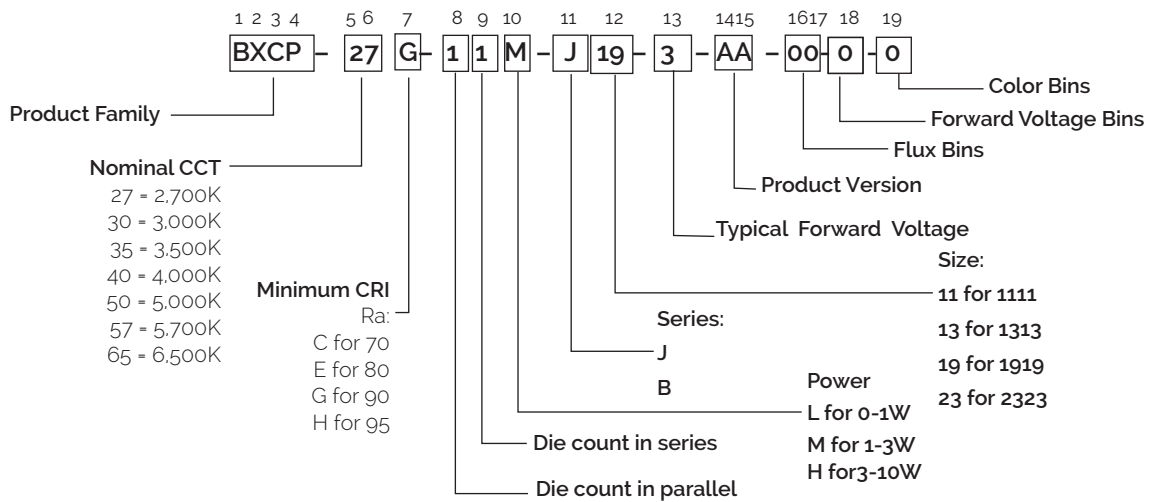 1 2 3 4 5 6 7 8 9 10 11 12 13 1415 1617 18 19
BXCP - 27 G - 1 1 M - J 19 - 3 - AA - 00 - 0 - 0
Product Family
Color Bins
Forward Voltage Bins
Flux Bins
Product Version
Typical Forward Voltage
Nominal CCT
27 = 2,700K
30 = 3,000K
35 = 3,500K
40 = 4,000K
50 = 5,000K
57 = 5,700K
65 = 6,500K
Minimum CRI
Ra:
C for 70
E for 80
G for 90
H for 95
Size:
11 for 1111
13 for 1313
19 for 1919
23 for 2323
Series:
J
B
Power
L for 0-1W
M for 1-3W
H for3-10W
Die count in series
Die count in parallel